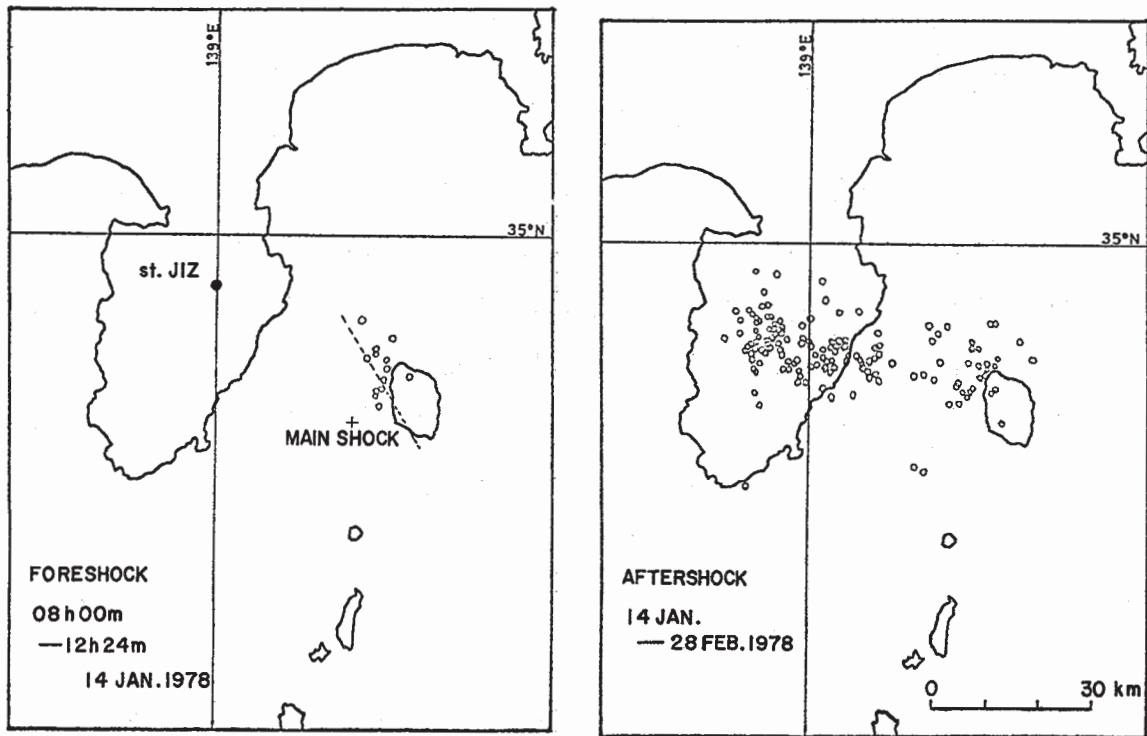 139°E
35°N
st. JIZ
MAIN SHOCK
FORESHOCK
08h00m
—12h24m
14 JAN.1978
139°E
35°N
AFTERSHOCK
14 JAN.
— 28 FEB.1978
0 30 km